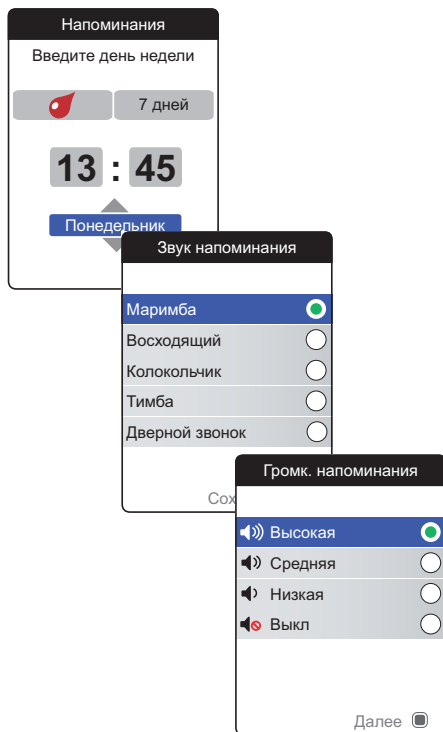 Напоминания
Введите день недели
7 дней
13 : 45
Понедельник
Звук напоминания
Маримба
Восходящий
Колокольчик
Тимба
Дверной звонок
Сох
Громк. напоминания
Высокая
Средняя
Низкая
Выкл
Далее